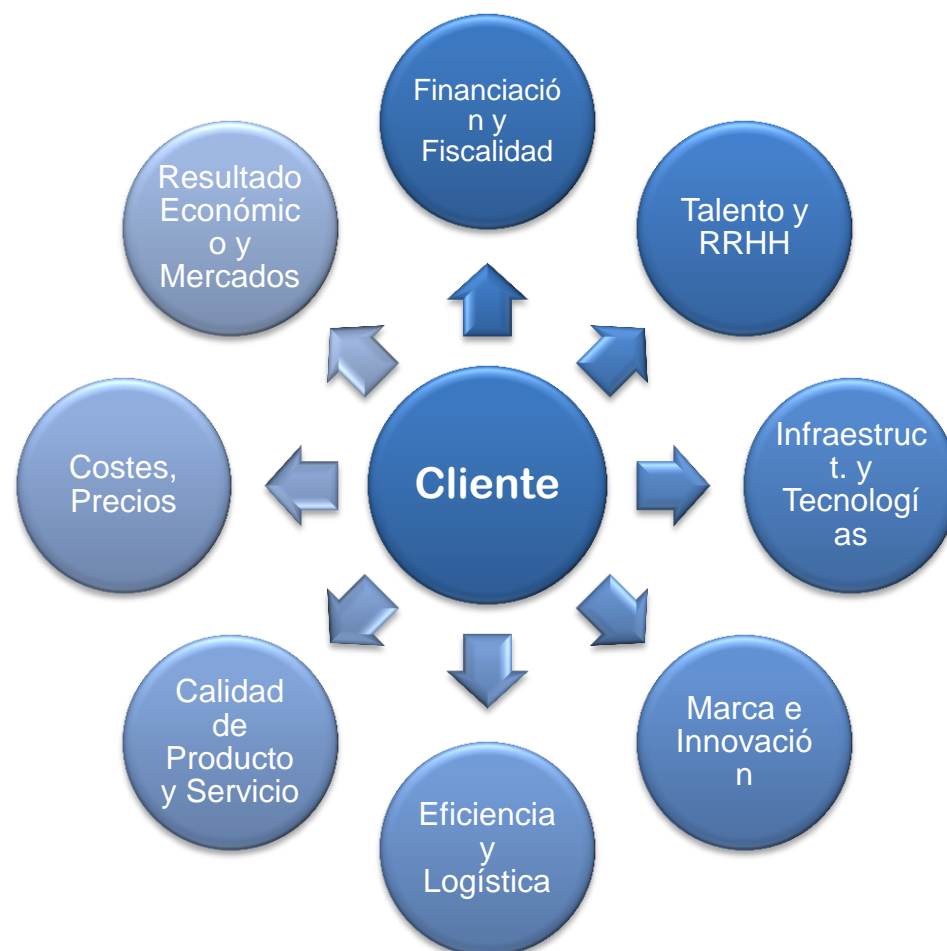 Financiació
n y
Fiscalidad
Talento y
RRHH
Infraestruc
t. y
Tecnologí
as
Marca e
Innovació
n
Eficiencia
y
Logística
Calidad
de
Producto
y Servicio
Costes,
Precios
Resultado
Económic
o y
Mercados
Cliente